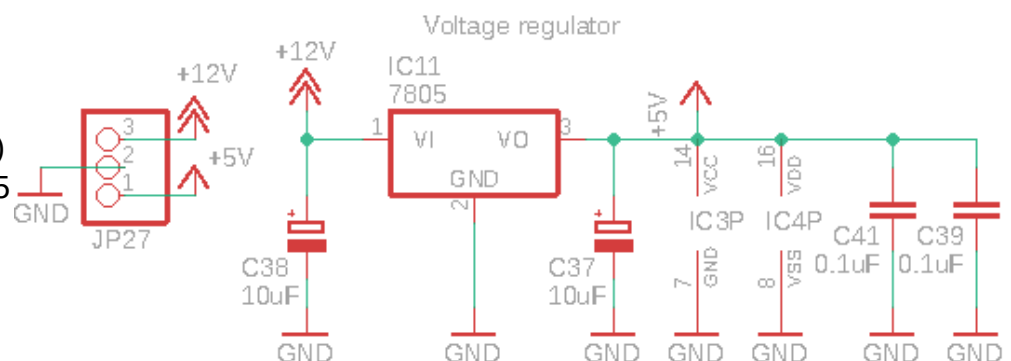 Voltage regulator
+12V
+5V
)
5
GND
3
2
1
JP27
+12V
IC11
7805
1
VI
VO
3
GND
2
+
C38
10uF
GND
GND
+
C37
10uF
GND
+5V
14
VCC
IC3P
7
GND
GND
16
VDD
IC4P
8
VSS
GND
C41
0.1uF
GND
C39
0.1uF
GND